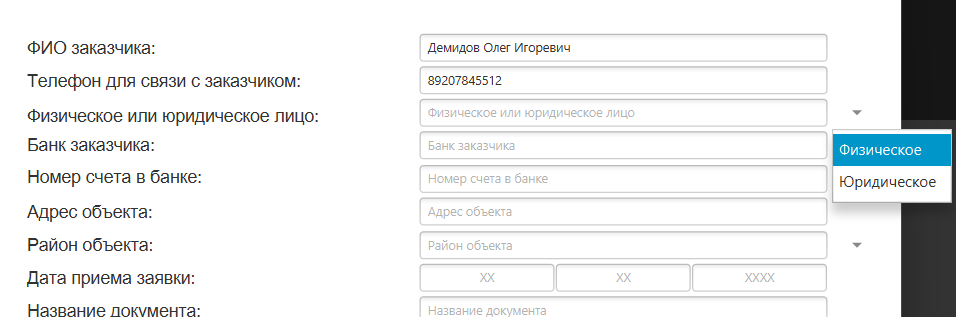 ФИО заказчика: Демидов Олег Игоревич
Телефон для связи с заказчиком: 89207845512
Физическое или юридическое лицо: Физическое или юридическое лицо
Банк заказчика: Банк заказчика
Физическое
Номер счета в банке: Номер счета в банке
Юридическое
Адрес объекта: Адрес объекта
Район объекта: Район объекта
Дата приема заявки: XX XX XXXX
Название документа: Название документа